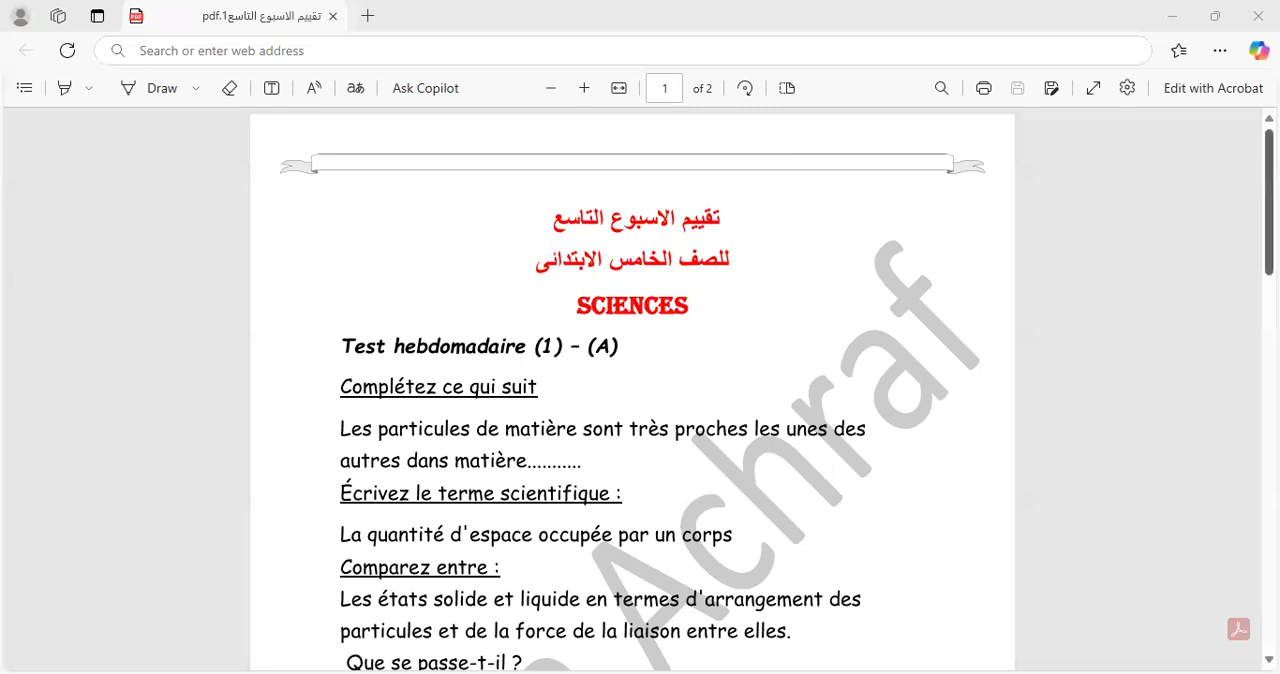 تقييم الاسبوع التاسع1.pdf
Search or enter web address
Draw
Ask Copilot
1 of 2
Edit with Acrobat
تقييم الاسبوع التاسع
للصف الخامس الابتدائى
SCIENCES
Test hebdomadaire (1) – (A)
Complétez ce qui suit
Les particules de matière sont très proches les unes des
autres dans matière...........
Écrivez le terme scientifique :
La quantité d'espace occupée par un corps
Comparez entre :
Les états solide et liquide en termes d'arrangement des
particules et de la force de la liaison entre elles.
Que se passe-t-il ?
Achraf